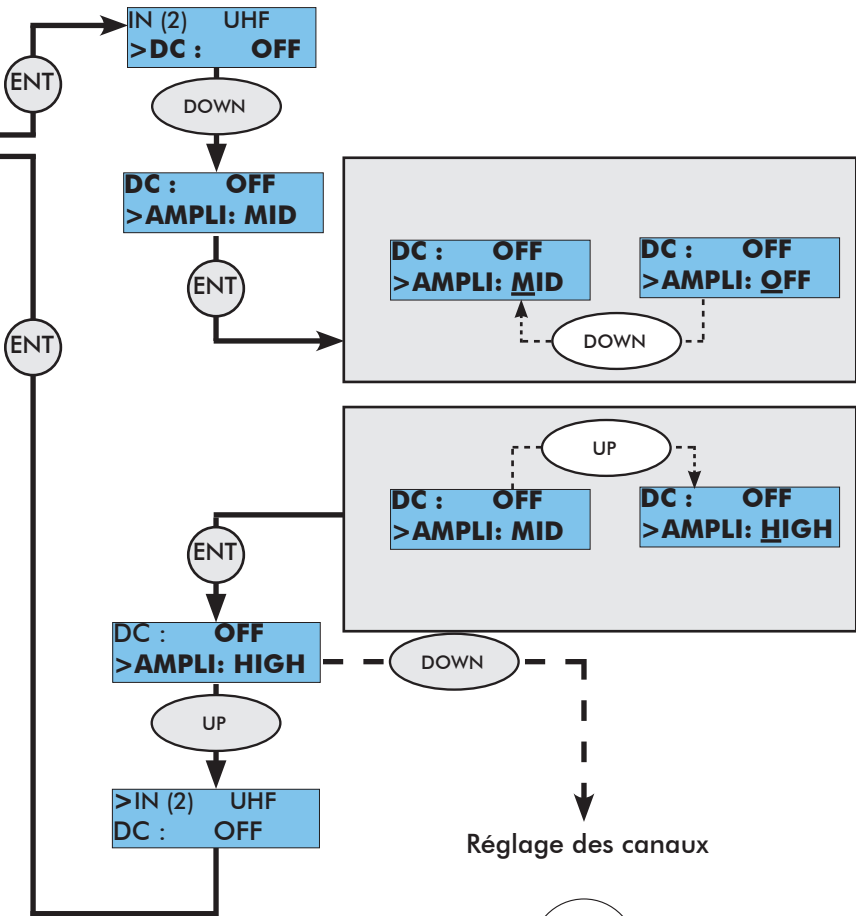 IN (2) UHF
>DC : OFF
ENT
DOWN
DC : OFF
>AMPLI: MID
ENT
DC : OFF
>AMPLI: MID
DC : OFF
>AMPLI: OFF
DOWN
ENT
UP
DC : OFF
>AMPLI: MID
DC : OFF
>AMPLI: HIGH
ENT
DC : OFF
>AMPLI: HIGH
DOWN
UP
>IN (2) UHF
DC : OFF
Réglage des canaux